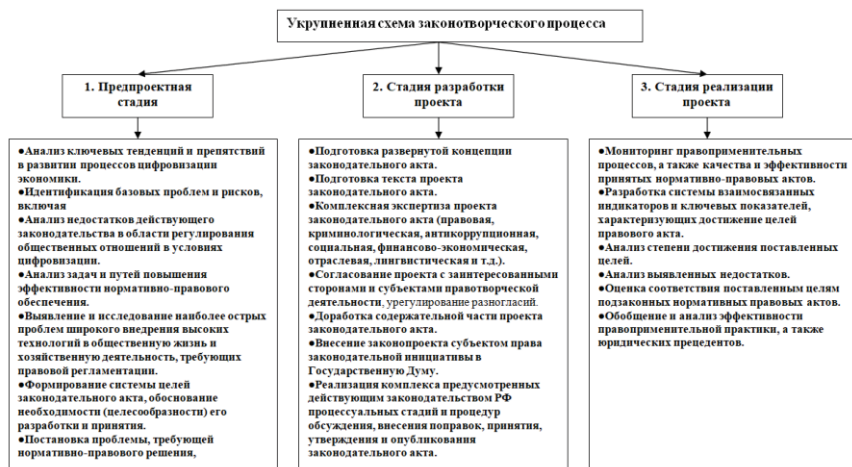 Укрупненная схема законотворческого процесса
1. Предпроектная
стадия
2. Стадия разработки
проекта
3. Стадия реализации
проекта
●Анализ ключевых тенденций и препятствий
в развитии процессов цифровизации
экономики.
●Идентификация базовых проблем и рисков,
включая
●Анализ недостатков действующего
законодательства в области регулирования
общественных отношений в условиях
цифровизации.
●Анализ задач и путей повышения
эффективности нормативно-правового
обеспечения.
●Выявление и исследование наиболее острых
проблем широкого внедрения высоких
технологий в общественную жизнь и
хозяйственную деятельность, требующих
правовой регламентации.
●Формирование системы целей
законодательного акта, обоснование
необходимости (целесообразности) его
разработки и принятия.
●Постановка проблемы, требующей
нормативно-правового решения,
●Подготовка развернутой концепции
законодательного акта.
●Подготовка текста проекта
законодательного акта.
●Комплексная экспертиза проекта
законодательного акта (правовая,
криминологическая, антикоррупционная,
социальная, финансово-экономическая,
отраслевая, лингвистическая и т.д.).
●Согласование проекта с заинтересованными
сторонами и субъектами правотворческой
деятельности, урегулирование разногласий.
●Доработка содержательной части проекта
законодательного акта.
●Внесение законопроекта субъектом права
законодательной инициативы в
Государственную Думу.
●Реализация комплекса предусмотренных
действующим законодательством РФ
процессуальных стадий и процедур
обсуждения, внесения поправок, принятия,
утверждения и опубликования
законодательного акта.
●Мониторинг правоприменительных
процессов, а также качества и эффективности
принятых нормативно-правовых актов.
●Разработка системы взаимосвязанных
индикаторов и ключевых показателей,
характеризующих достижение целей
правового акта.
●Анализ степени достижения поставленных
целей.
●Анализ выявленных недостатков.
●Оценка соответствия поставленным целям
подзаконных нормативных правовых актов.
●Обобщение и анализ эффективности
правоприменительной практики, а также
юридических прецедентов.